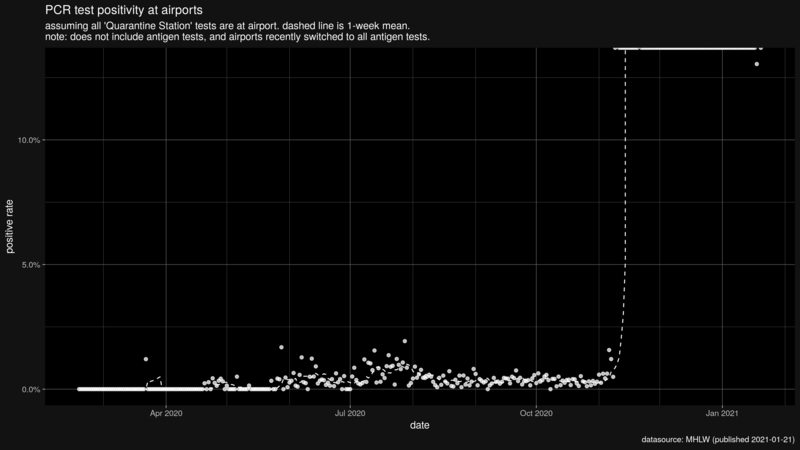 PCR test positivity at airports
assuming all 'Quarantine Station' tests are at airport. dashed line is 1-week mean.
note: does not include antigen tests, and airports recently switched to all antigen tests.
10.0%
5.0%
0.0%
positive rate
Apr 2020 Jul 2020 Oct 2020 Jan 2021
date
datasource: MHLW (published 2021-01-21)